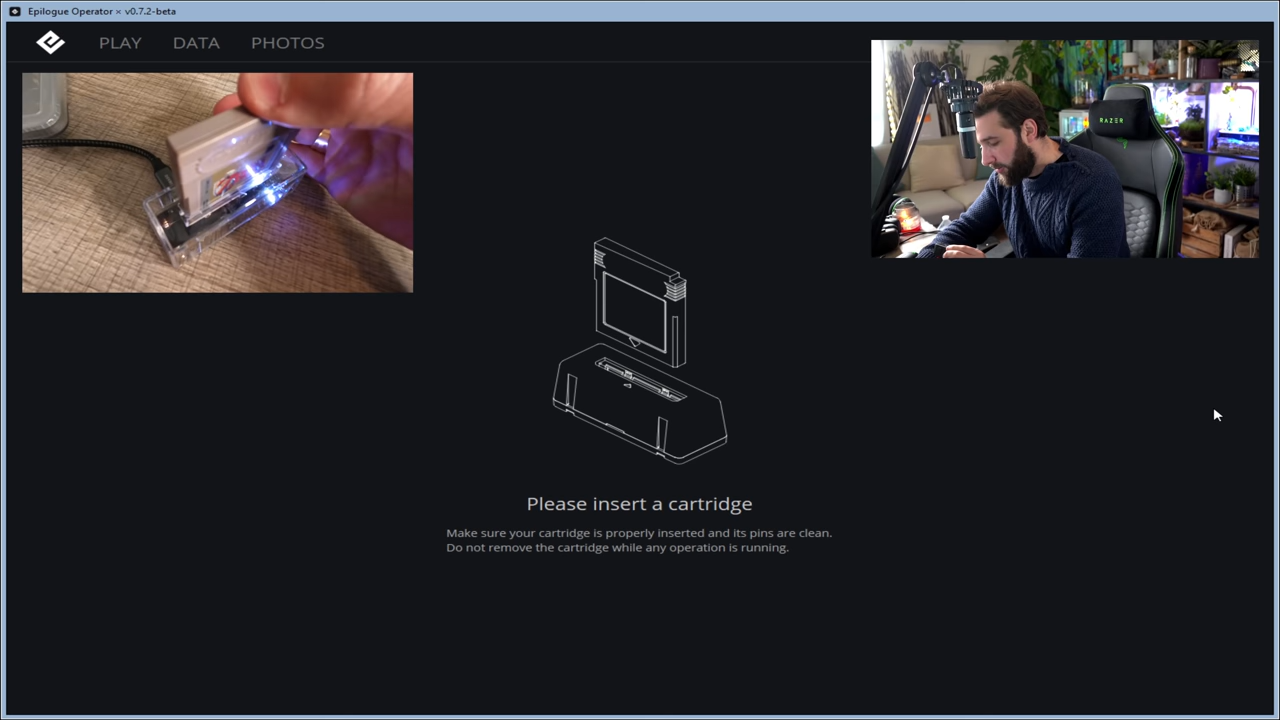 Epilogue Operator × v0.7.2-beta
PLAY DATA PHOTOS
RAZER
Please insert a cartridge
Make sure your cartridge is properly inserted and its pins are clean.
Do not remove the cartridge while any operation is running.